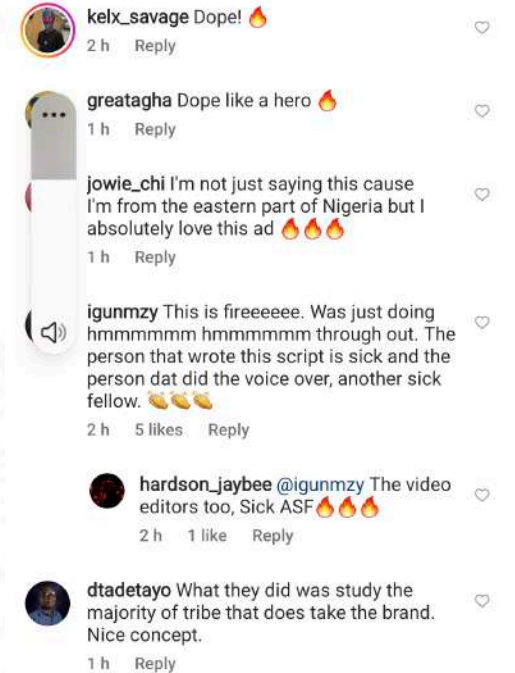 kelx_savage Dope! 🔥
2 h Reply
greatagha Dope like a hero 🔥
1 h Reply
jowie_chi I'm not just saying this cause
I'm from the eastern part of Nigeria but I
absolutely love this ad 🔥🔥🔥
1 h Reply
igunmzy This is fireeeeee. Was just doing
hmmmmmm hmmmmmm through out. The
person that wrote this script is sick and the
person dat did the voice over, another sick
fellow. 👏👏👏
2 h 5 likes Reply
hardson_jaybee @igunmzy The video
editors too, Sick ASF🔥🔥🔥
2 h 1 like Reply
dtadetayo What they did was study the
majority of tribe that does take the brand.
Nice concept.
1 h Reply